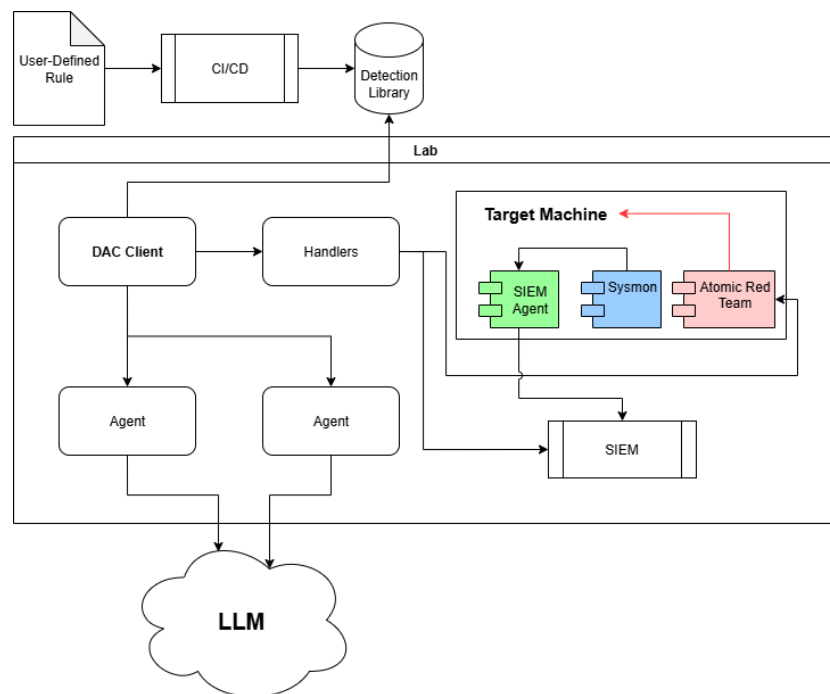 User-Defined
Rule
CI/CD
Detection
Library
Lab
DAC Client
Handlers
Target Machine
SIEM
Agent
Sysmon
Atomic Red
Team
Agent
Agent
SIEM
LLM